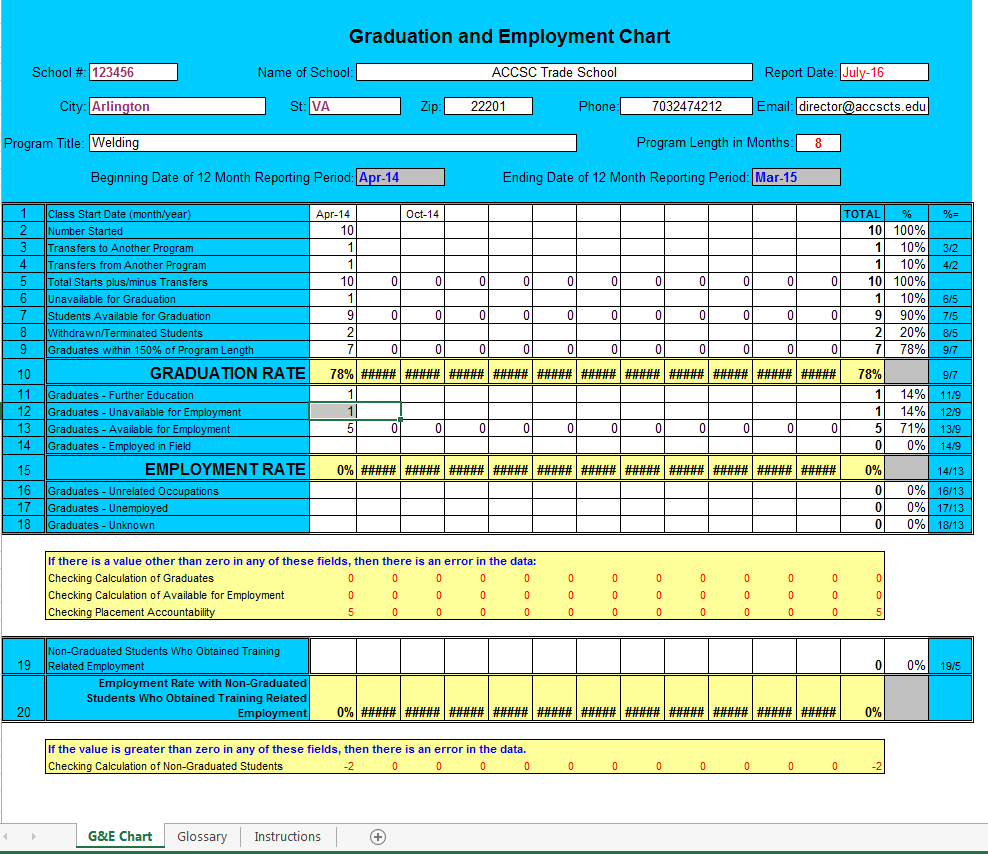 Graduation and Employment Chart
School #: 123456 Name of School: ACCSC Trade School Report Date: July-16
City: Arlington St: VA Zip: 22201 Phone: 7032474212 Email: director@accscts.edu
Program Title: Welding Program Length in Months: 8
Beginning Date of 12 Month Reporting Period: Apr-14 Ending Date of 12 Month Reporting Period: Mar-15
1 Class Start Date (month/year) Apr-14 Oct-14 TOTAL % %=
2 Number Started 10 10 100%
3 Transfers to Another Program 1 1 10% 3/2
4 Transfers from Another Program 1 1 10% 4/2
5 Total Starts plus/minus Transfers 10 0 0 0 0 0 0 0 0 0 0 0 10 100%
6 Unavailable for Graduation 1 1 10% 6/5
7 Students Available for Graduation 9 0 0 0 0 0 0 0 0 0 0 0 9 90% 7/5
8 Withdrawn/Terminated Students 2 2 20% 8/5
9 Graduates within 150% of Program Length 7 0 0 0 0 0 0 0 0 0 0 0 7 78% 9/7
10 GRADUATION RATE 78% ##### ##### ##### ##### ##### ##### ##### ##### ##### ##### ##### 78% 9/7
11 Graduates - Further Education 1 1 14% 11/9
12 Graduates - Unavailable for Employment 1 1 14% 12/9
13 Graduates - Available for Employment 5 0 0 0 0 0 0 0 0 0 0 0 5 71% 13/9
14 Graduates - Employed in Field 0 0% 14/9
15 EMPLOYMENT RATE 0% ##### ##### ##### ##### ##### ##### ##### ##### ##### ##### ##### 0% 14/13
16 Graduates - Unrelated Occupations 0 0% 16/13
17 Graduates - Unemployed 0 0% 17/13
18 Graduates - Unknown 0 0% 18/13
If there is a value other than zero in any of these fields, then there is an error in the data:
Checking Calculation of Graduates 0 0 0 0 0 0 0 0 0 0 0 0 0
Checking Calculation of Available for Employment 0 0 0 0 0 0 0 0 0 0 0 0 0
Checking Placement Accountability 5 0 0 0 0 0 0 0 0 0 0 0 5
Non-Graduated Students Who Obtained Training
19 Related Employment 0 0% 19/5
Employment Rate with Non-Graduated
Students Who Obtained Training Related
20 Employment 0% ##### ##### ##### ##### ##### ##### ##### ##### ##### ##### ##### 0%
If the value is greater than zero in any of these fields, then there is an error in the data.
Checking Calculation of Non-Graduated Students -2 0 0 0 0 0 0 0 0 0 0 0 -2
G&E Chart Glossary Instructions